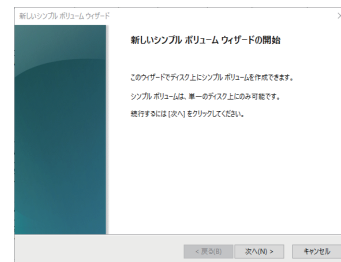 新しいシンプル ボリューム ウィザード
新しいシンプル ボリューム ウィザードの開始
このウィザードでディスク上にシンプル ボリュームを作成できます。
シンプル ボリュームは、単一のディスク上にのみ可能です。
続行するには [次へ] をクリックしてください。
< 戻る(B)
次へ(N) >
キャンセル